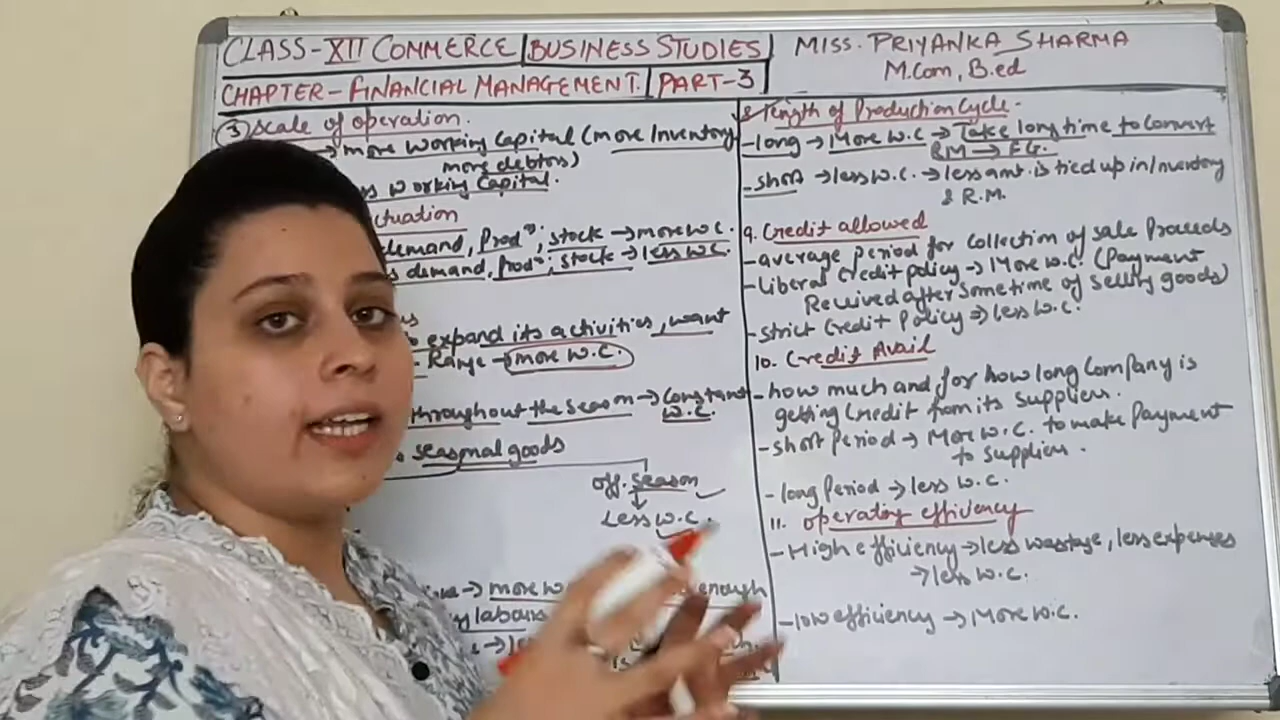 CLASS-XII COMMERCE BUSINESS STUDIES
MISS. PRIYANKA SHARMA
M.Com, B.ed
CHAPTER-FINANCIAL MANAGEMENT. PART-3
③ Scale of operation.
→ more Working Capital (more Inventory
more debtors)
Working Capital.
demand, Prodⁿ, stock → more w.c.
demand, Prodⁿ, stock → less w.c.
expand its activities, want
Range → more w.c.
throughout the Season → Constant
W.C.
seasonal goods
off. season
↓
Less w.c.
→ more
enough
labour
8 length of Production Cycle-
-long → More w.c → Take long time to Convert
RM → F.G.
-short → less w.c. → less amt. is tied up in Inventory
& R.M.
9. Credit allowed
-average period for collection of sale Proceeds
-liberal credit policy → More w.c. (Payment
Received after sometime of selling goods)
-strict Credit Policy → less w.c.
10. Credit Avail
-how much and for how long Company is
getting Credit from its suppliers.
-short period → More w.c. to make payment
to suppliers.
-long Period → less w.c.
11. operating efficiency
-High efficiency → less wastage, less expenses
→ less w.c.
-low efficiency → More w.c.